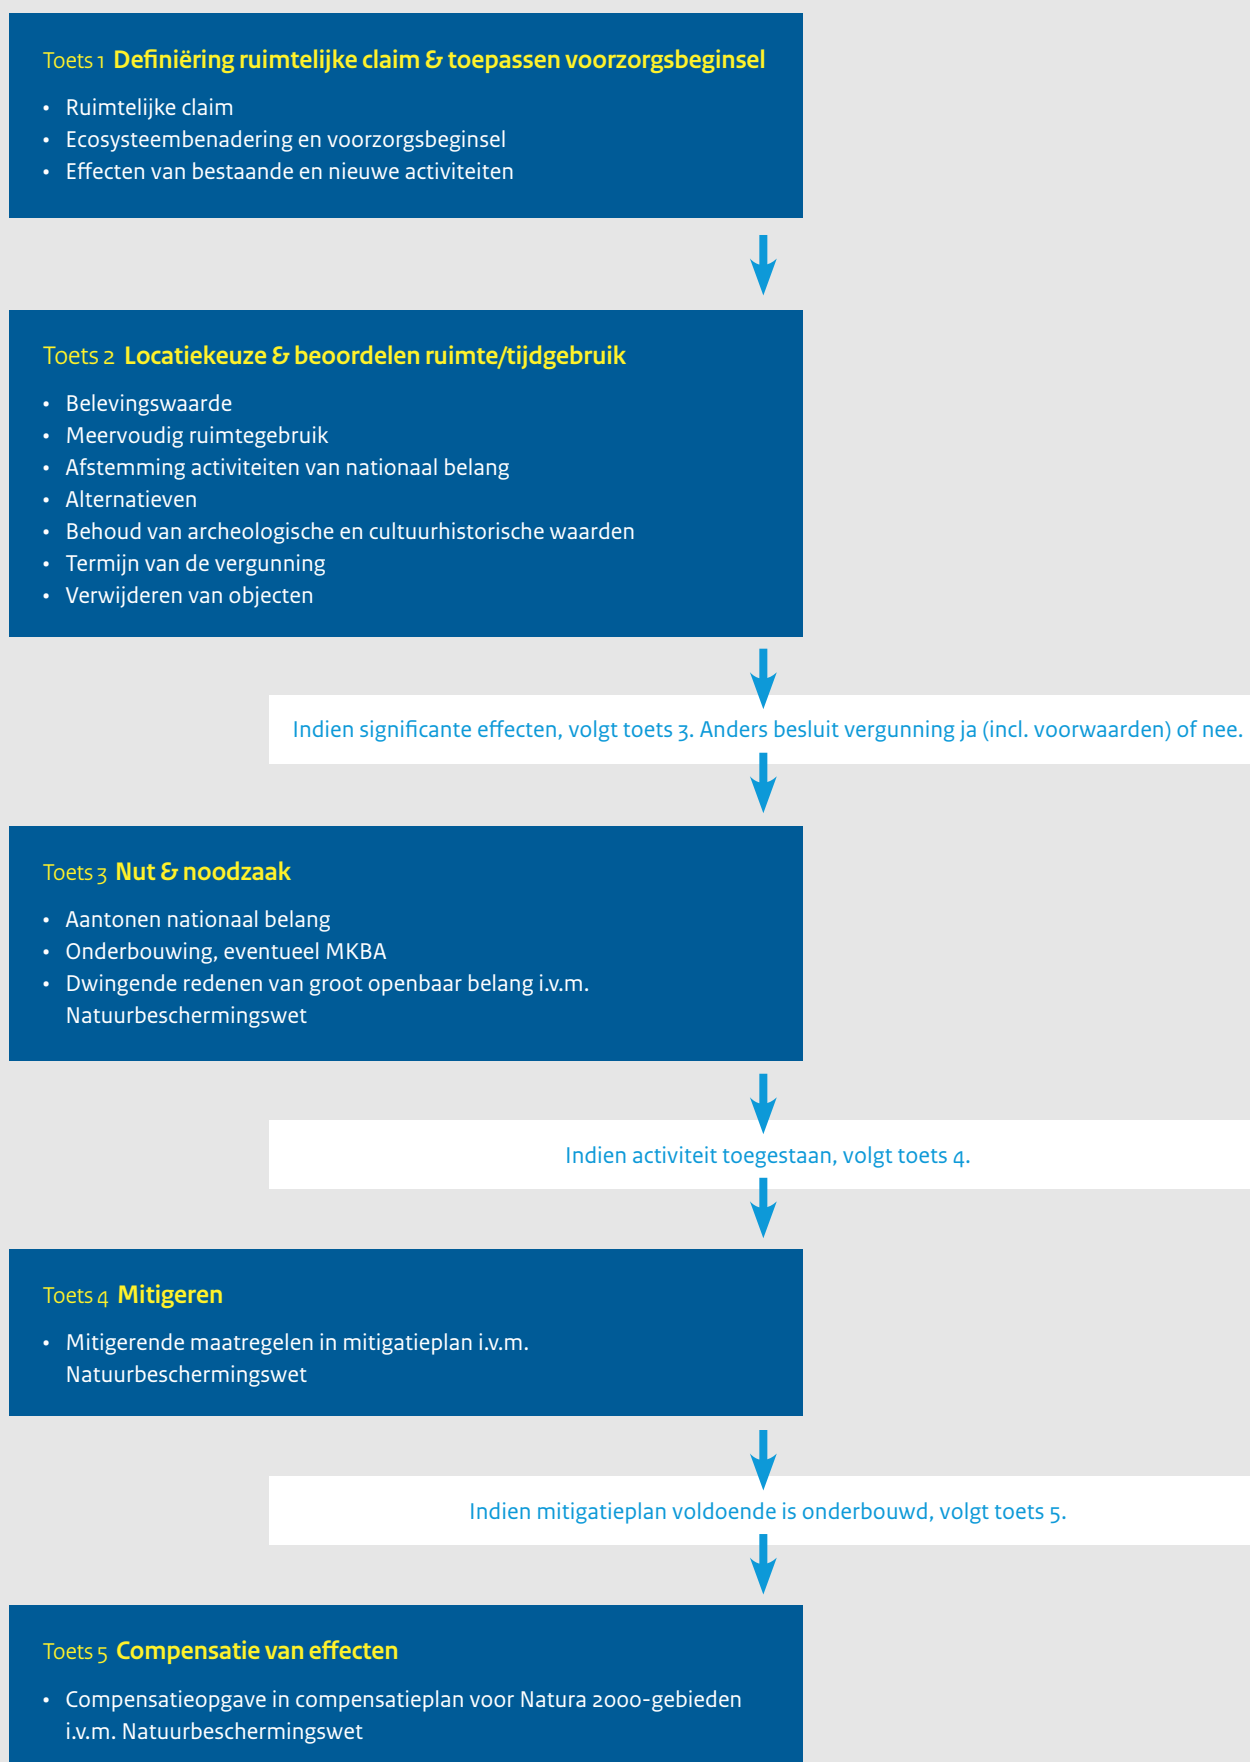 Toets 1 Definiëring ruimtelijke claim & toepassen voorzorgsbeginsel
• Ruimtelijke claim
• Ecosysteembenadering en voorzorgsbeginsel
• Effecten van bestaande en nieuwe activiteiten
Toets 2 Locatiekeuze & beoordelen ruimte/tijdgebruik
• Belevingswaarde
• Meervoudig ruimtegebruik
• Afstemming activiteiten van nationaal belang
• Alternatieven
• Behoud van archeologische en cultuurhistorische waarden
• Termijn van de vergunning
• Verwijderen van objecten
Indien significante effecten, volgt toets 3. Anders besluit vergunning ja (incl. voorwaarden) of nee.
Toets 3 Nut & noodzaak
• Aantonen nationaal belang
• Onderbouwing, eventueel MKBA
• Dwingende redenen van groot openbaar belang i.v.m.
Natuurbeschermingswet
Indien activiteit toegestaan, volgt toets 4.
Toets 4 Mitigeren
• Mitigerende maatregelen in mitigatieplan i.v.m.
Natuurbeschermingswet
Indien mitigatieplan voldoende is onderbouwd, volgt toets 5.
Toets 5 Compensatie van effecten
• Compensatieopgave in compensatieplan voor Natura 2000-gebieden
i.v.m. Natuurbeschermingswet